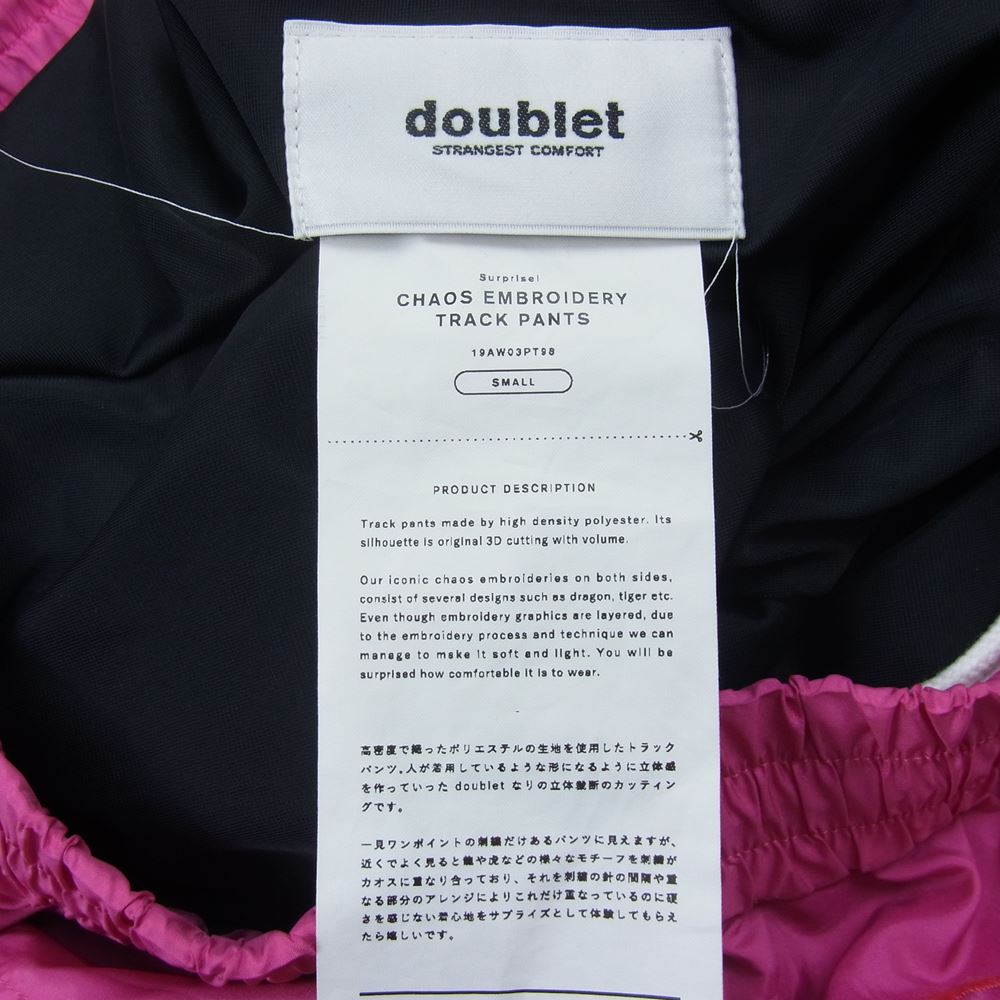 doublet
STRANGEST COMFORT
Surprise!
CHAOS EMBROIDERY
TRACK PANTS
19AW03PT98
SMALL
PRODUCT DESCRIPTION
Track pants made by high density polyester. Its
silhouette is original 3D cutting with volume.
Our iconic chaos embroideries on both sides,
consist of several designs such as dragon, tiger etc.
Even though embroidery graphics are layered, due
to the embroidery process and technique we can
manage to make it soft and light. You will be
surprised how comfortable it is to wear.
-
高密度で織ったポリエステルの生地を使用したトラック
パンツ。人が着用しているような形になるように立体感
を作っていった doublet なりの立体裁断のカッティン
グです。
一見ワンポイントの刺繍だけあるパンツに見えますが、
近くでよく見ると龍や虎などの様々なモチーフを刺繍が
カオスに重なり合っており、それを刺繍の針の間隔や重
なる部分のアレンジによりこれだけ重なっているのに硬
さを感じない着心地をサプライズとして体験してもらえ
たら嬉しいです。